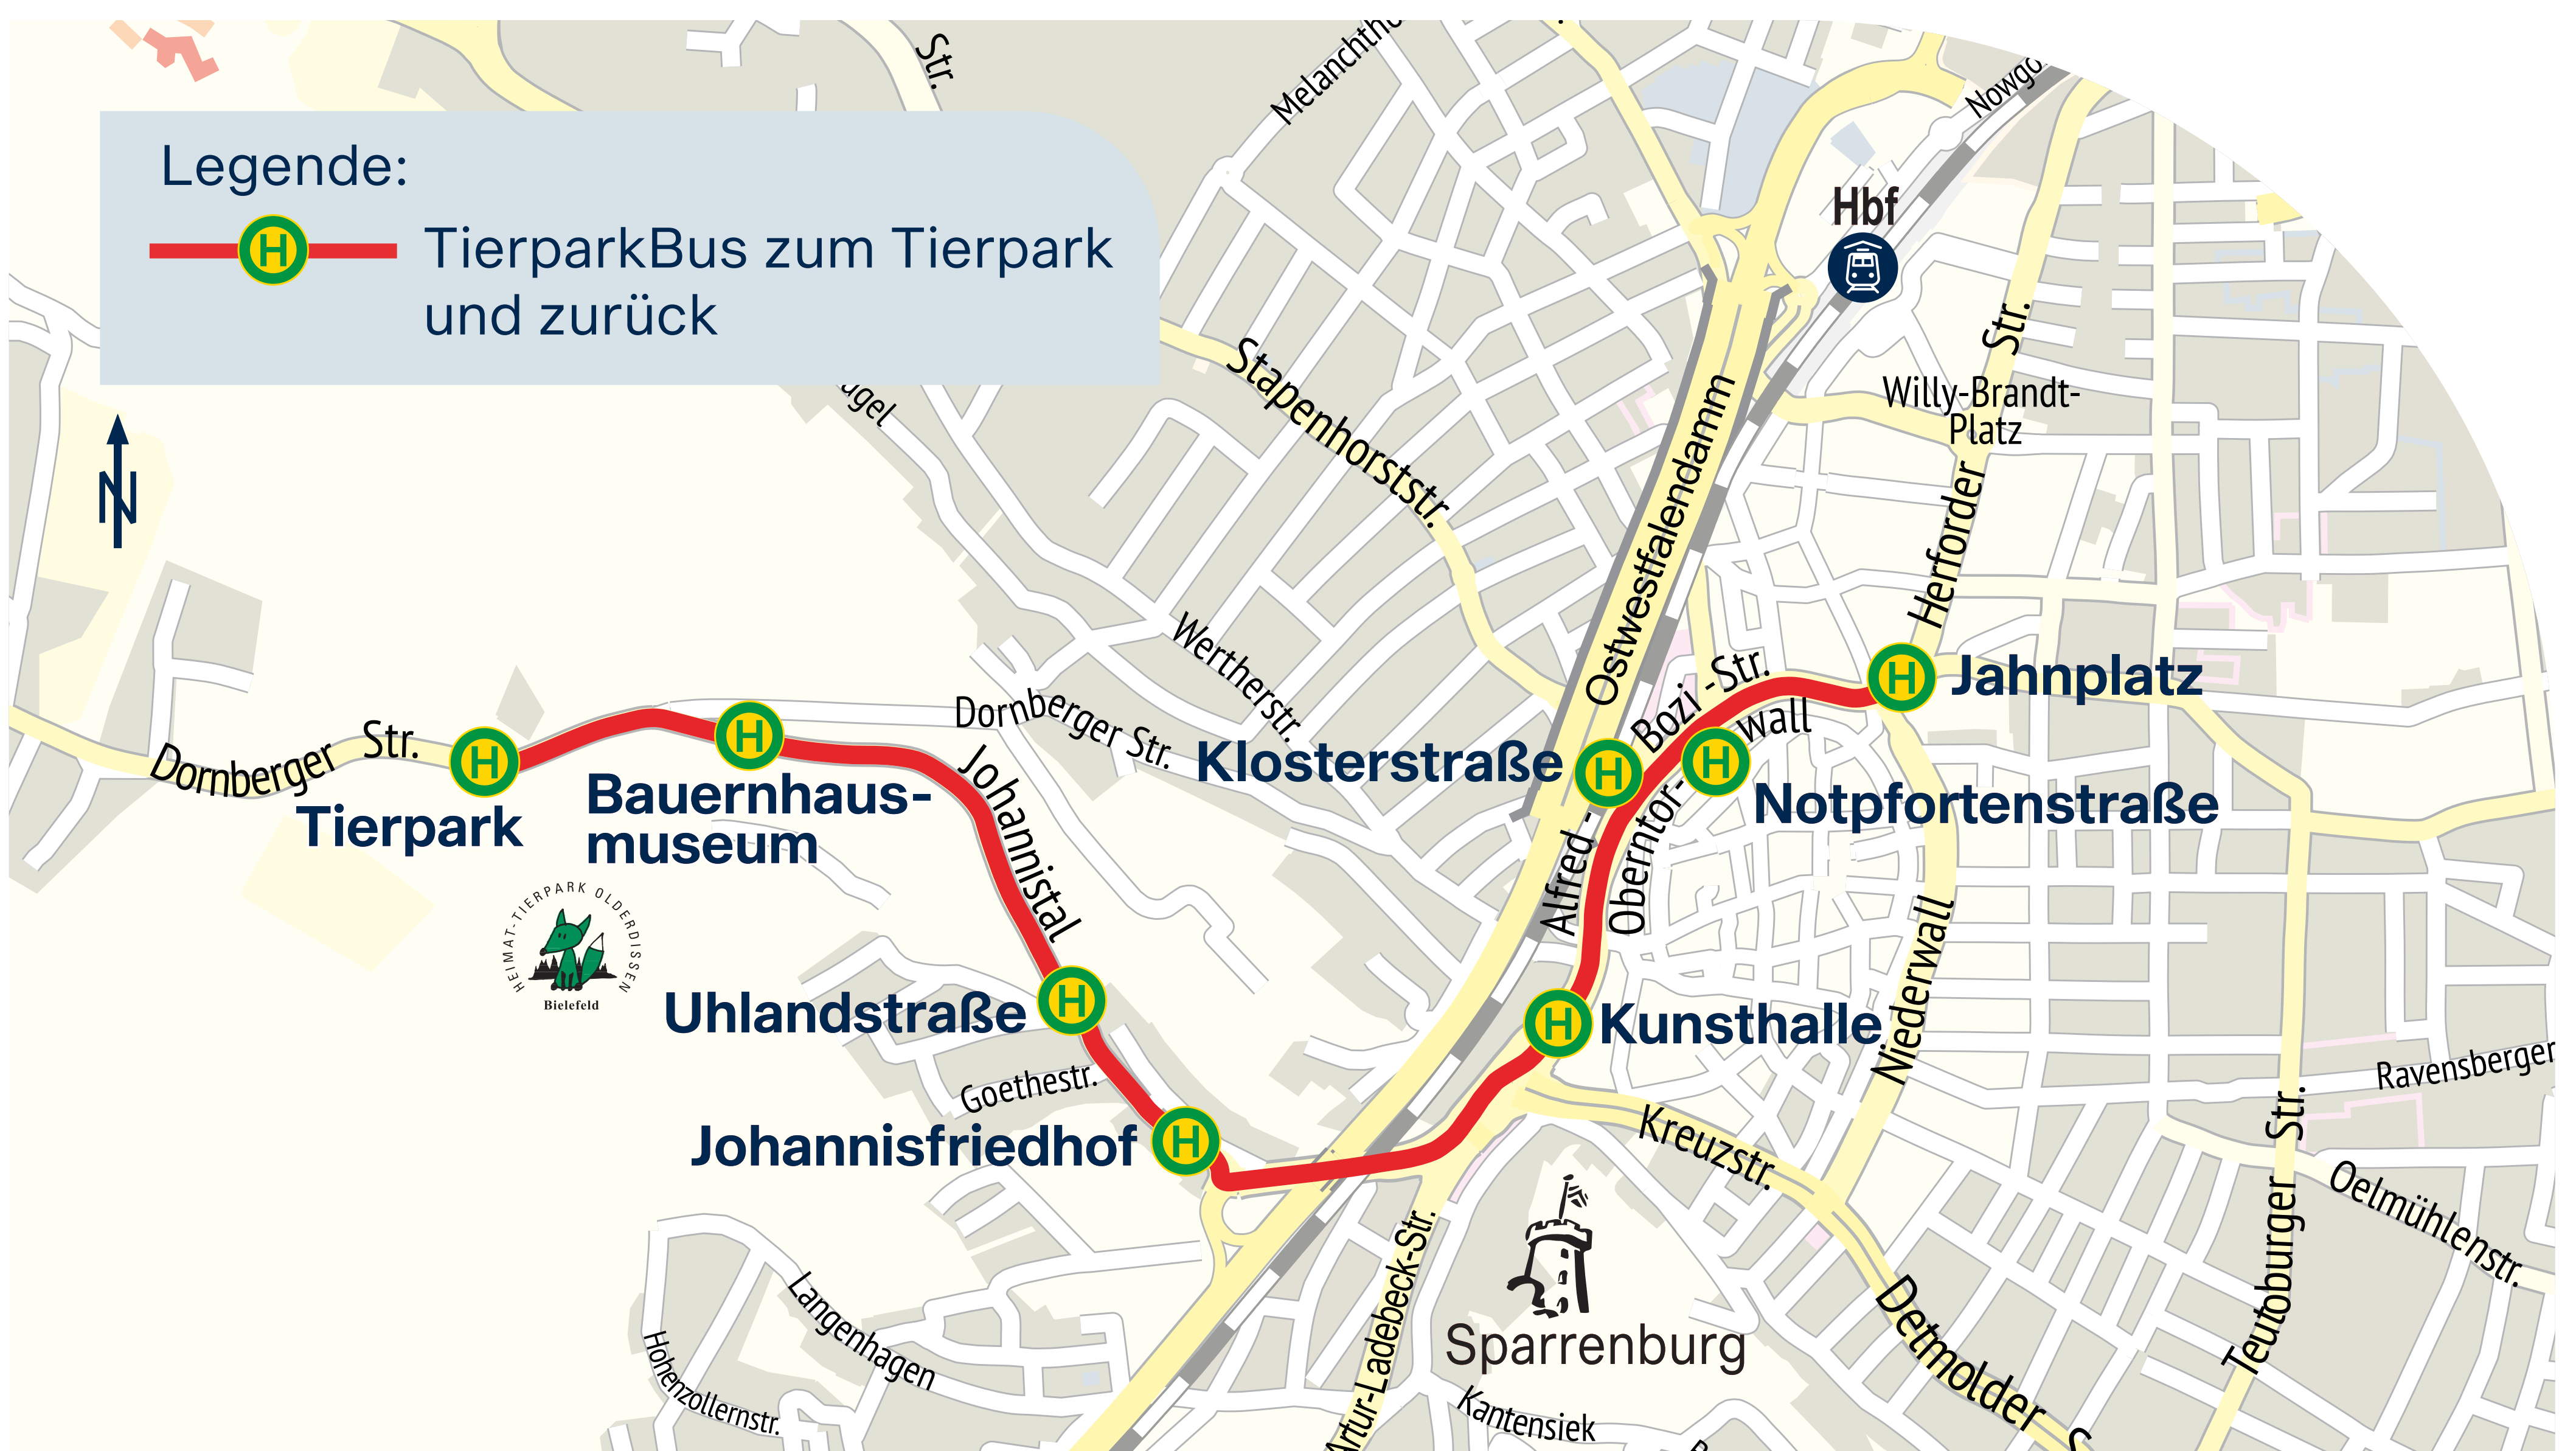 Str.
Melanchtho
Nowgo
Legende:
H TierparkBus zum Tierpark
und zurück
Hbf
Str.
Willy-Brandt-
Platz
Stapenhorststr.
Ostwestfalendamm
Herforder
N
Wertherstr.
Dornberger Str.
Bozi -Str.
H Jahnplatz
wall
Dornberger Str.
H
Tierpark
H
Bauernhaus-
museum
Johannistal
Klosterstraße H
H
Notpfortenstraße
Alfred -
Oberntor-
HEIMAT-TIERPARK OLDERDISSEN
Bielefeld
Niederwall
Uhlandstraße H
H Kunsthalle
Goethestr.
Ravensberger
Johannisfriedhof H
Kreuzstr.
Teutoburger Str.
Oelmühlenstr.
Artur-Ladebeck-Str.
Sparrenburg
Langenhagen
Hohenzollernstr.
Detmolder S
Kantensiek